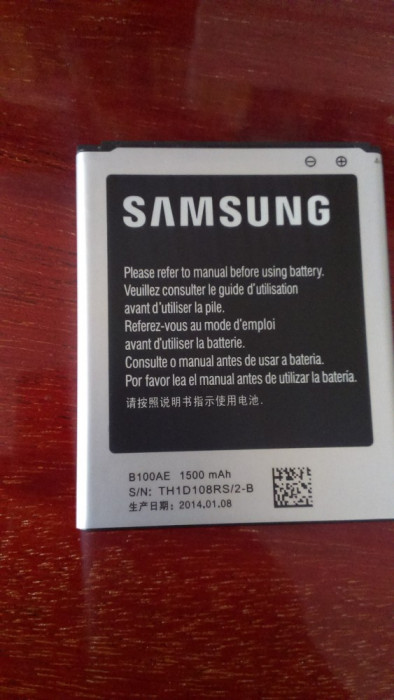 ⊖ ⊕
SAMSUNG
Please refer to manual before using battery.
Veuillez consulter le guide d'utilisation
avant d'utiliser la pile.
Referez-vous au mode d'emploi
avant d'utiliser la batterie.
Consulte o manual antes de usar a bateria.
Por favor lea el manual antes de utilizar la batería.
请按照说明书指示使用电池.
B100AE 1500 mAh
S/N: TH1D108RS/2-B
生产日期: 2014.01.08